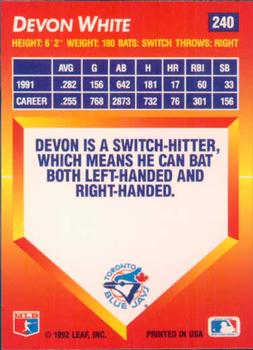 DEVON WHITE
240
HEIGHT: 6'2" WEIGHT: 180 BATS: SWITCH THROWS: RIGHT
AVG G AB H HR RBI SB
1991 .282 156 642 181 17 60 33
CAREER .255 768 2873 732 76 301 156
DEVON IS A SWITCH-HITTER,
WHICH MEANS HE CAN BAT
BOTH LEFT-HANDED AND
RIGHT-HANDED.
TORONTO
BLUE JAYS
MLB
© 1992 LEAF, INC. PRINTED IN USA